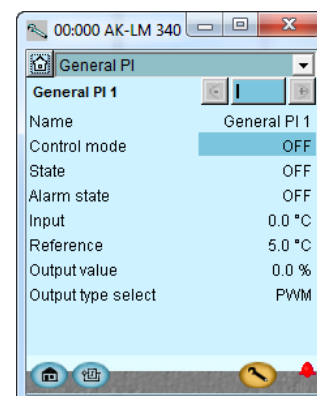 00:000 AK-LM 340
General PI
General PI 1
Name General PI 1
Control mode OFF
State OFF
Alarm state OFF
Input 0.0 °C
Reference 5.0 °C
Output value 0.0 %
Output type select PWM